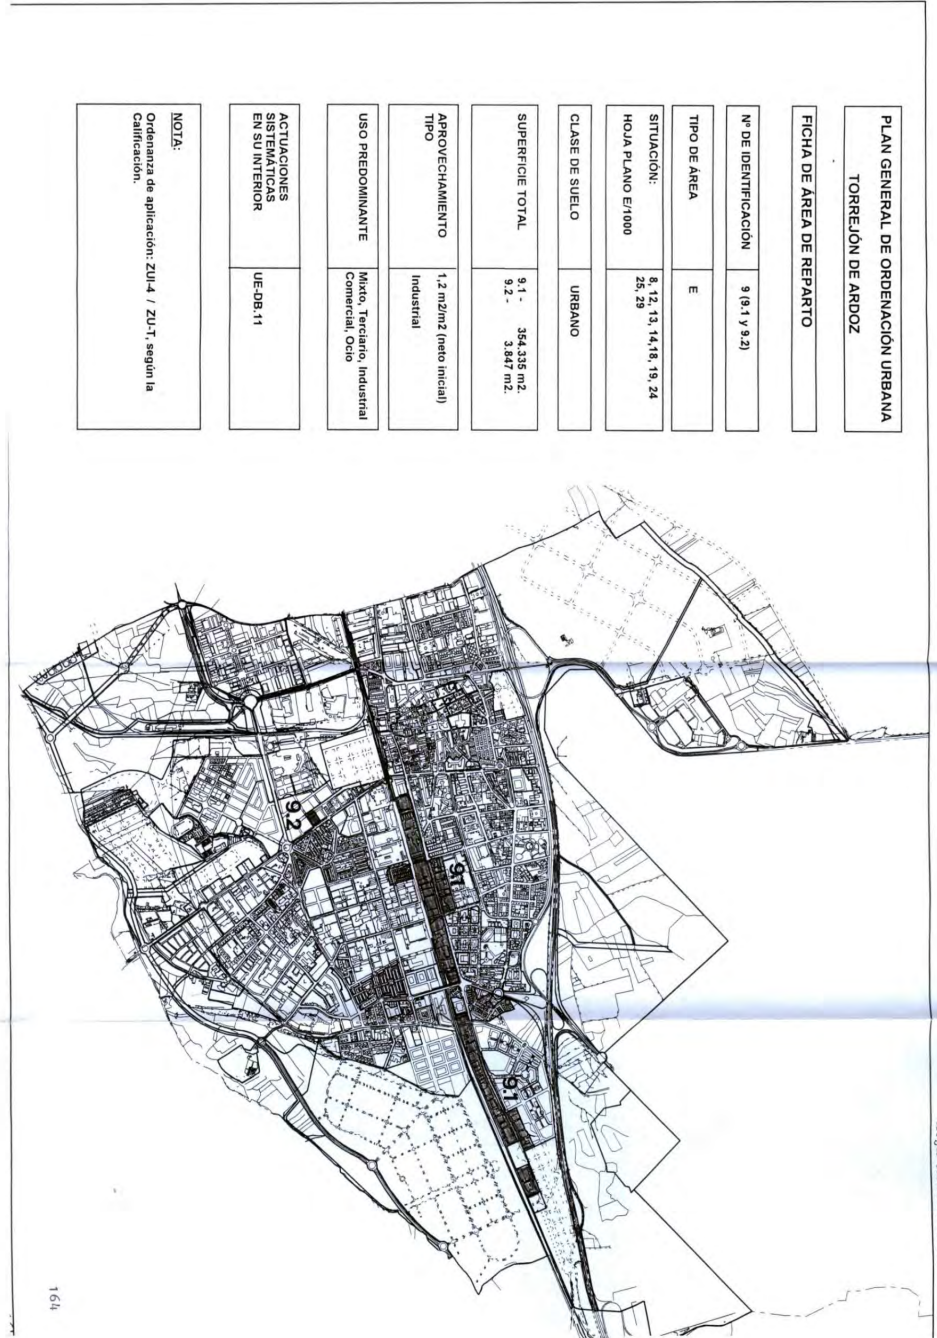 PLAN GENERAL DE ORDENACIÓN URBANA
TORREJÓN DE ARDOZ
FICHA DE ÁREA DE REPARTO
Nº DE IDENTIFICACIÓN
9 (9.1 y 9.2)
TIPO DE ÁREA
E
SITUACIÓN:
HOJA PLANO E/1000
8, 12, 13, 14,18, 19, 24
25, 29
CLASE DE SUELO
URBANO
SUPERFICIE TOTAL
9.1 - 354.335 m2.
9.2 - 3.847 m2.
APROVECHAMIENTO
TIPO
1,2 m2/m2 (neto inicial)
Industrial
USO PREDOMINANTE
Mixto, Terciario, Industrial
Comercial, Ocio
ACTUACIONES
SISTEMÁTICAS
EN SU INTERIOR
UE-DB.11
NOTA:
Ordenanza de aplicación: ZUI-4 / ZU-T, según la
Calificación.
9.1
9.2
9.1
164